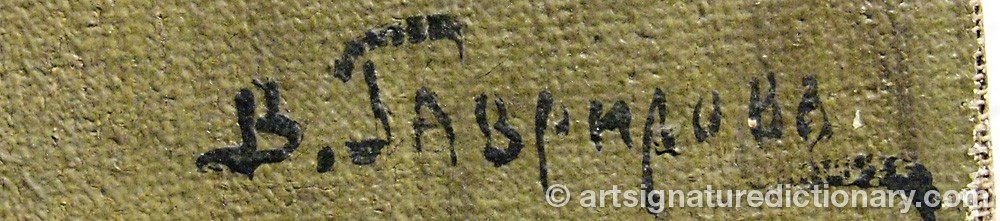 В. Гаврилова
© artsignaturedictionary.com